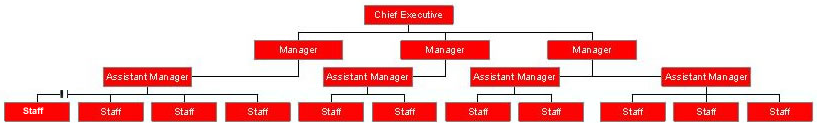 Chief Executive
Manager Manager Manager
Assistant Manager Assistant Manager Assistant Manager Assistant Manager
Staff Staff Staff Staff Staff Staff Staff Staff Staff Staff Staff